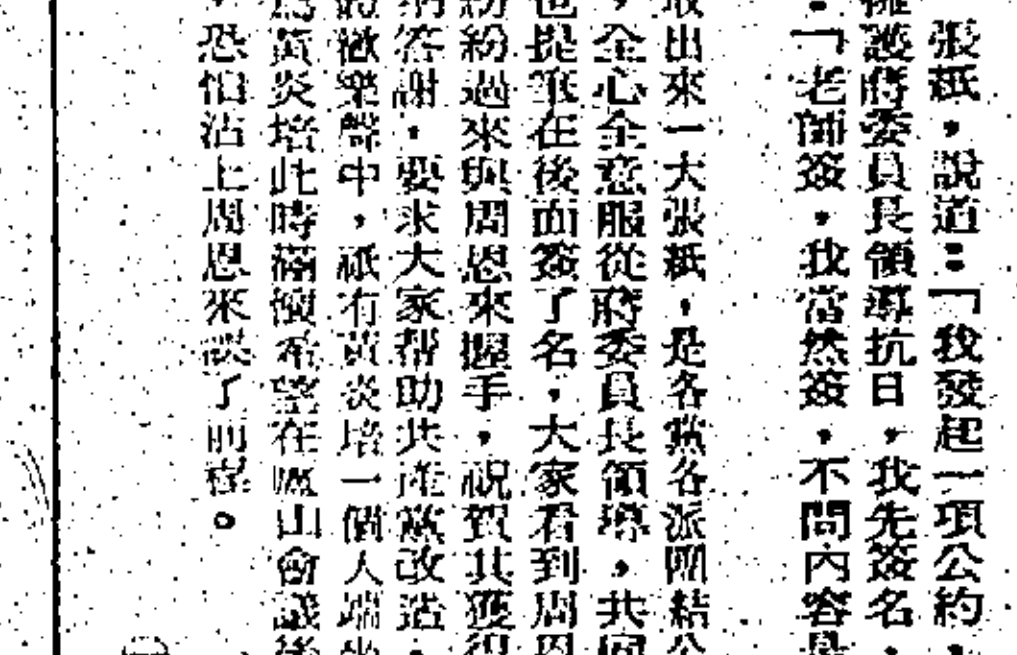 張紙，說道：「我發起一項公約，
擁護蔣委員長領導抗日，我先簽名，
：「老師簽，我當然簽，不問內容是
取出來一大張紙，是各黨各派團結公
，全心全意服從蔣委員長領導，共同
也提筆在後面簽了名，大家看到周恩
紛紛過來與周恩來握手，祝賀其獲得
答謝，要求大家幫助共產黨改造，
的歡樂聲中，祇有黃炎培一個人端坐
為黃炎培此時滿懷希望在廬山會議後
，恐怕沾上周恩來誤了前程。